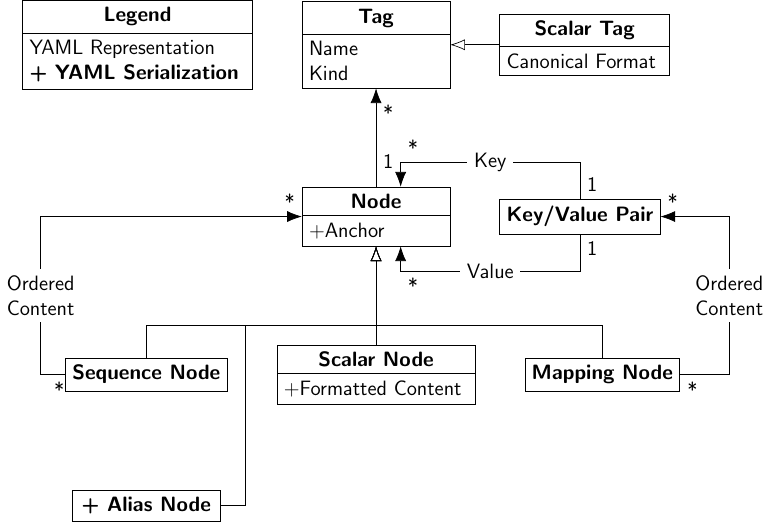 Legend
YAML Representation
+ YAML Serialization
Tag
Name
Kind
Scalar Tag
Canonical Format
*
1
*
Key
1
*
Node
+Anchor
Key/Value Pair
*
1
Value
*
Ordered
Content
Ordered
Content
Sequence Node
*
Scalar Node
+Formatted Content
Mapping Node
*
+ Alias Node